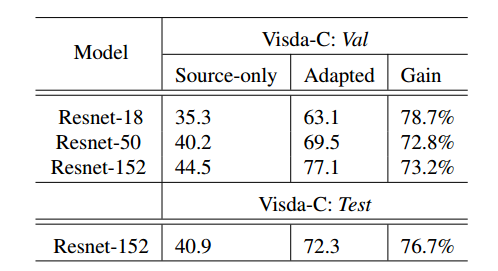 Model
Visda-C: Val
Source-only Adapted Gain
Resnet-18 35.3 63.1 78.7%
Resnet-50 40.2 69.5 72.8%
Resnet-152 44.5 77.1 73.2%
Visda-C: Test
Resnet-152 40.9 72.3 76.7%